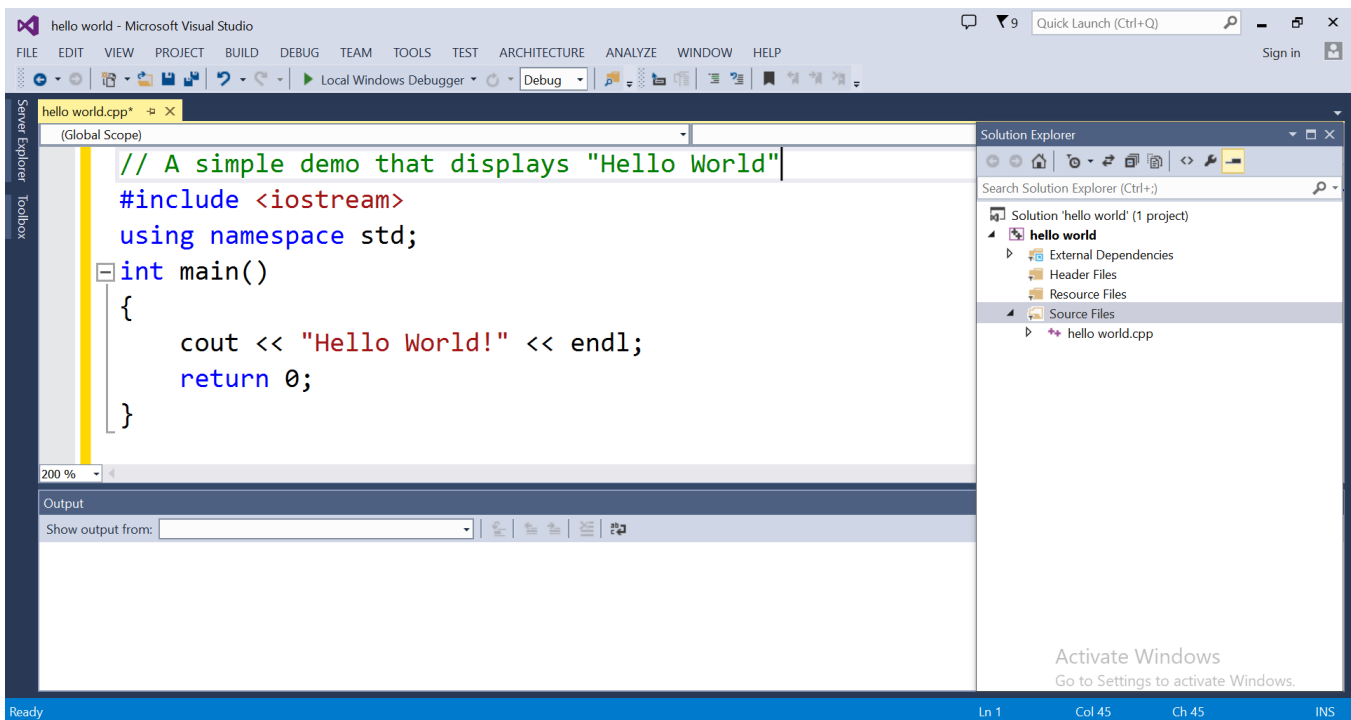 hello world - Microsoft Visual Studio
9
Quick Launch (Ctrl+Q)
FILE EDIT VIEW PROJECT BUILD DEBUG TEAM TOOLS TEST ARCHITECTURE ANALYZE WINDOW HELP
Sign in
Local Windows Debugger
Debug
Server Explorer
Toolbox
hello world.cpp*
(Global Scope)
// A simple demo that displays "Hello World"
#include <iostream>
using namespace std;
int main()
{
cout << "Hello World!" << endl;
return 0;
}
200 %
Output
Show output from:
Solution Explorer
Search Solution Explorer (Ctrl+;)
Solution 'hello world' (1 project)
hello world
External Dependencies
Header Files
Resource Files
Source Files
hello world.cpp
Activate Windows
Go to Settings to activate Windows.
Ready
Ln 1 Col 45 Ch 45 INS